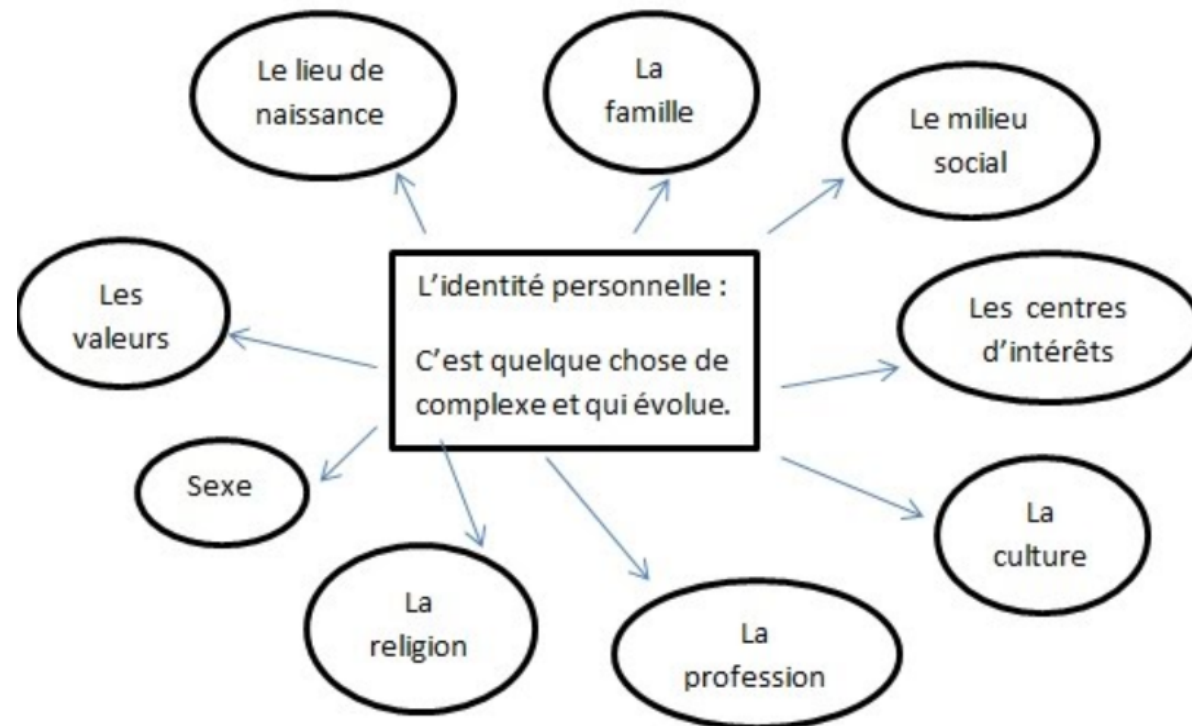 Le lieu de
naissance
La
famille
Le milieu
social
L'identité personnelle :
C'est quelque chose de
complexe et qui évolue.
Les
valeurs
Les centres
d'intérêts
Sexe
La
culture
La
religion
La
profession